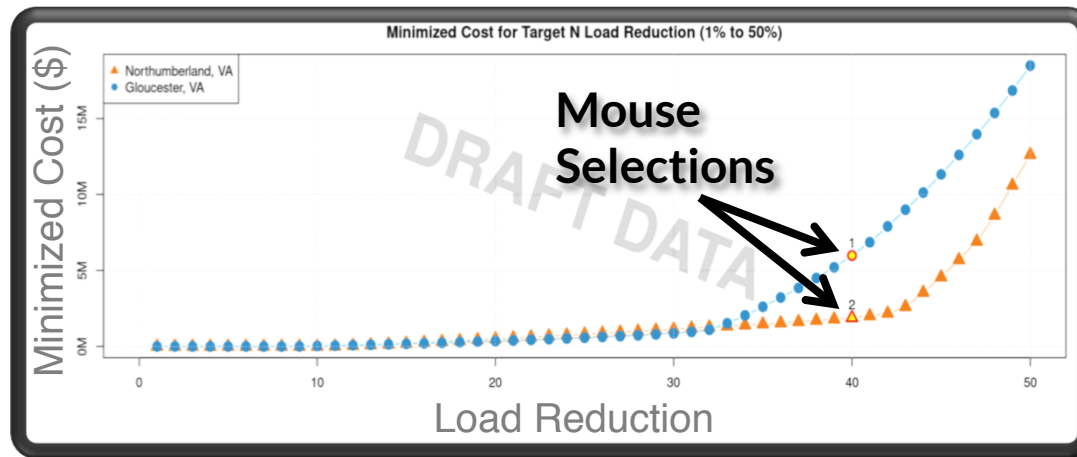 Minimized Cost for Target N Load Reduction (1% to 50%)
Northumberland, VA
Gloucester, VA
Mouse
Selections
DRAFT DATA
Minimized Cost ($)
15M
10M
5M
0M
1
2
0
10
20
30
40
50
Load Reduction